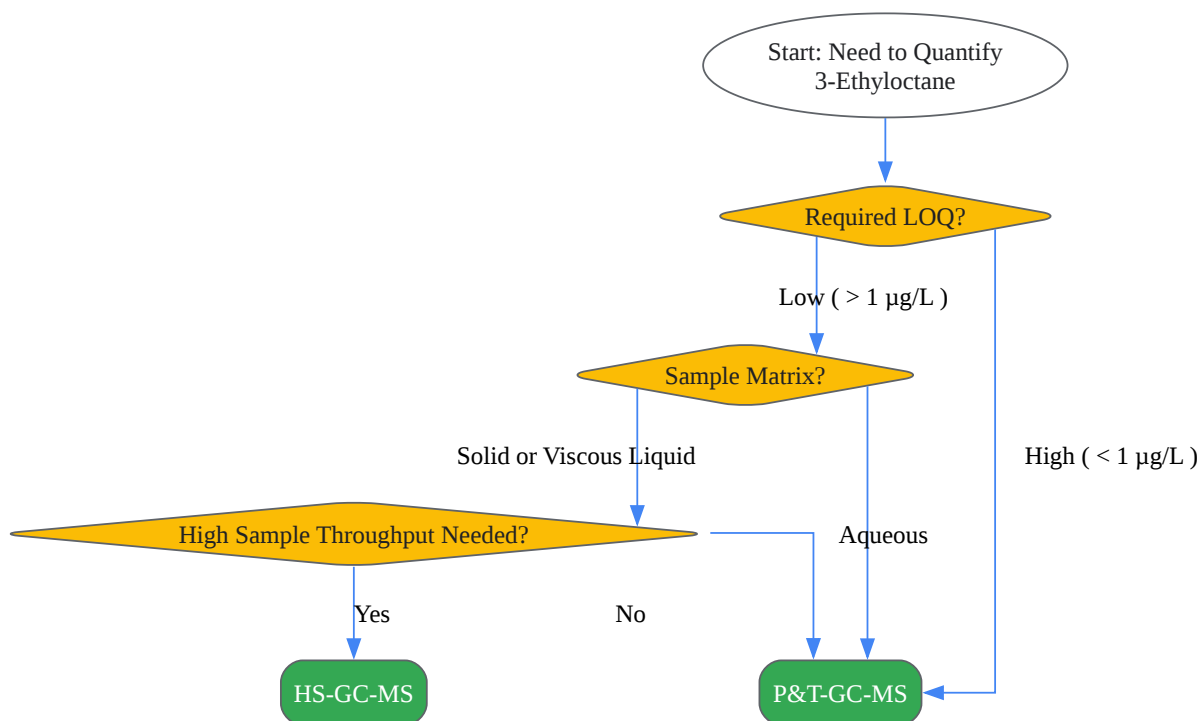 Start: Need to Quantify
3-Ethyloctane
Required LOQ?
Low ( > 1 µg/L )
Sample Matrix?
Solid or Viscous Liquid
High ( < 1 µg/L )
High Sample Throughput Needed?
Aqueous
Yes
No
HS-GC-MS
P&T-GC-MS